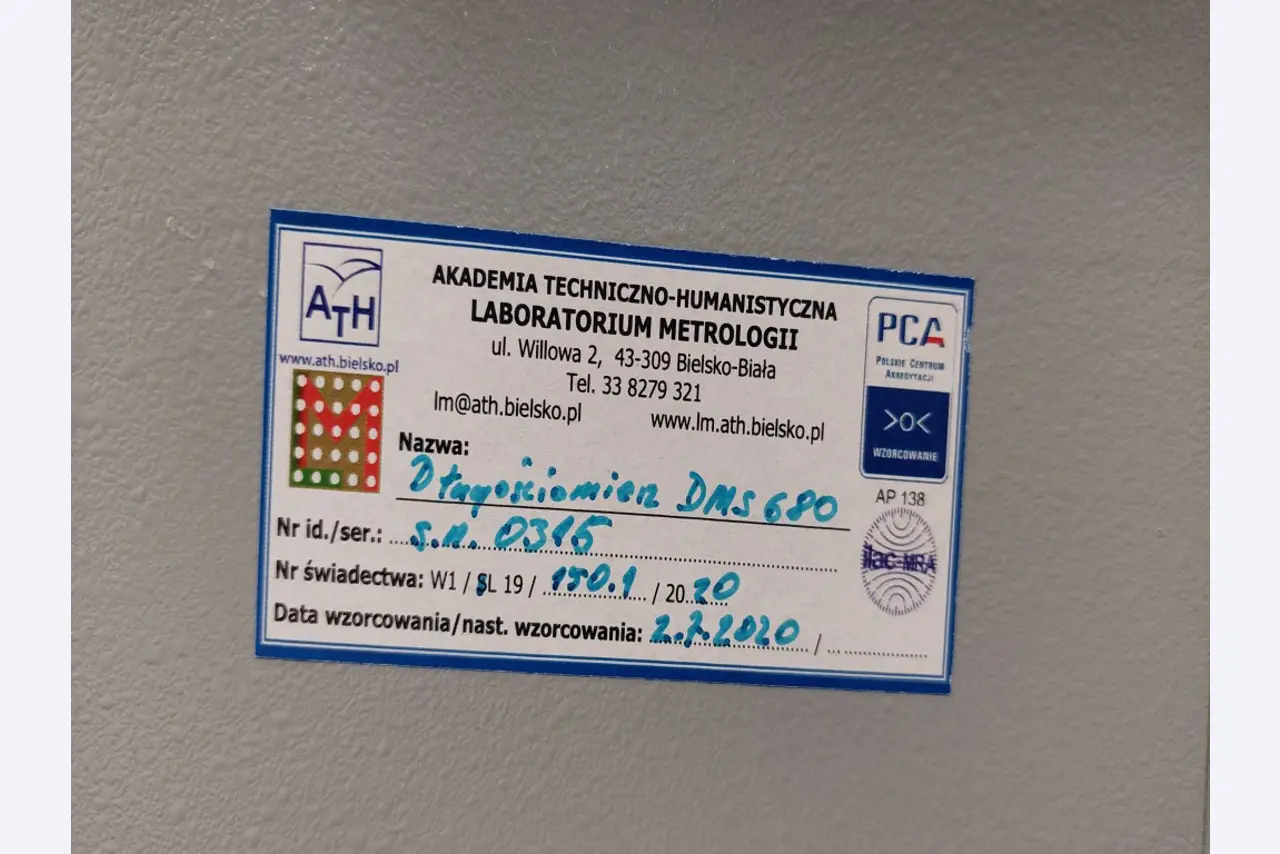 ATH
www.ath.bielsko.pl
AKADEMIA TECHNICZNO-HUMANISTYCZNA
LABORATORIUM METROLOGII
ul. Willowa 2, 43-309 Bielsko-Biała
Tel. 33 8279 321
lm@ath.bielsko.pl www.lm.ath.bielsko.pl
PCA
POLSKIE CENTRUM
AKREDYTACJI
>O<
WZORCOWANIE
AP 138
ilac-MRA
Nazwa:
Długościomierz DMS 680
Nr id./ser.: s.n. 0315
Nr świadectwa: W1 / SL 19 / 150.1 / 2020
Data wzorcowania/nast. wzorcowania: 2.7.2020 /